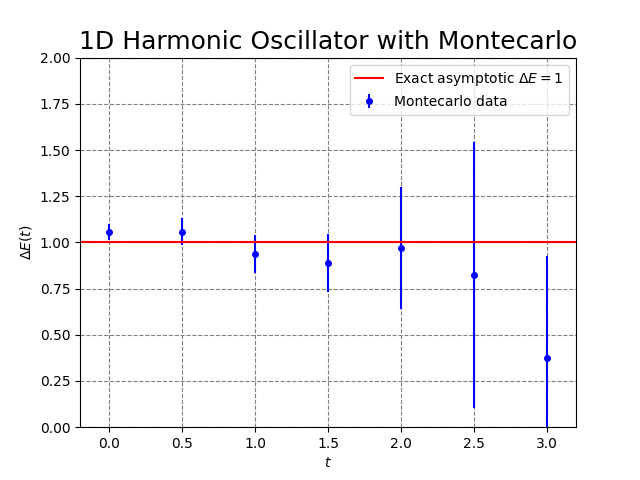 1D Harmonic Oscillator with Montecarlo
Exact asymptotic ΔE = 1
Montecarlo data
2.00
1.75
1.50
1.25
1.00
0.75
0.50
0.25
0.00
ΔE(t)
0.0 0.5 1.0 1.5 2.0 2.5 3.0
t